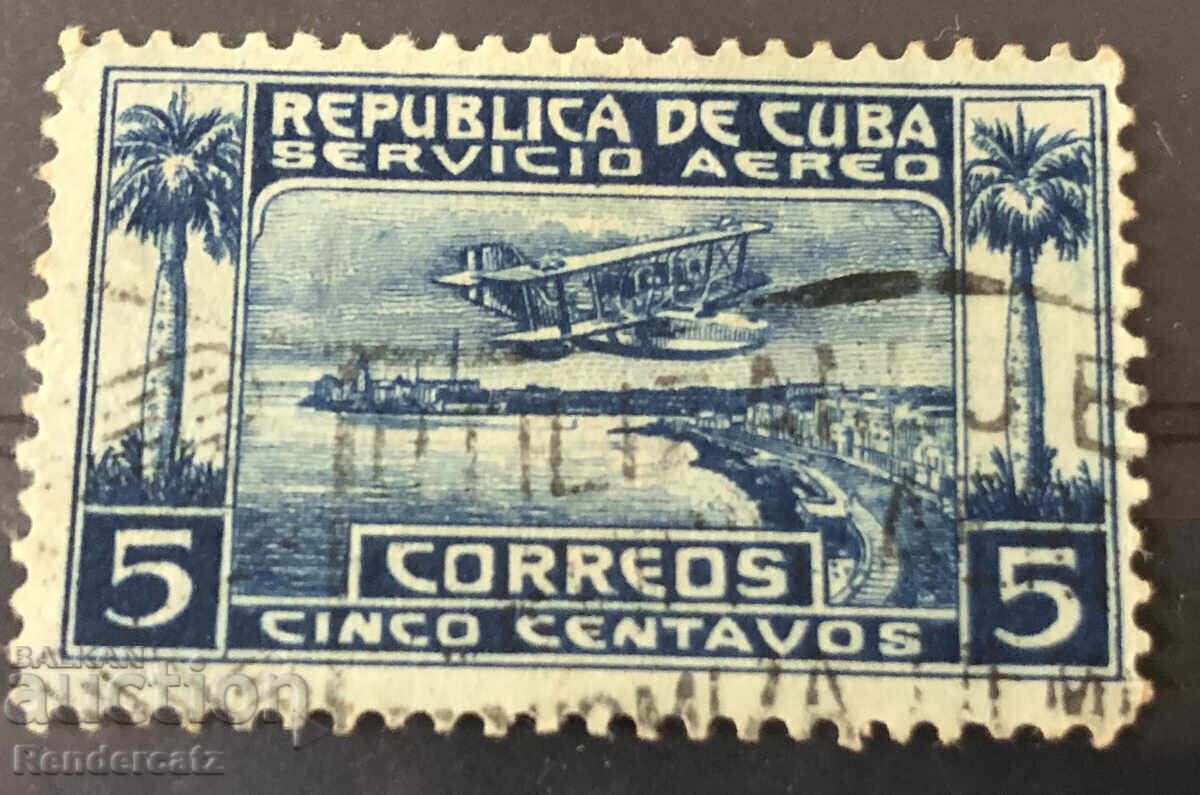 REPUBLICA DE CUBA
SERVICIO AEREO
CORREOS
5 5
CINCO CENTAVOS
BALKAN
auction
Rendercatz